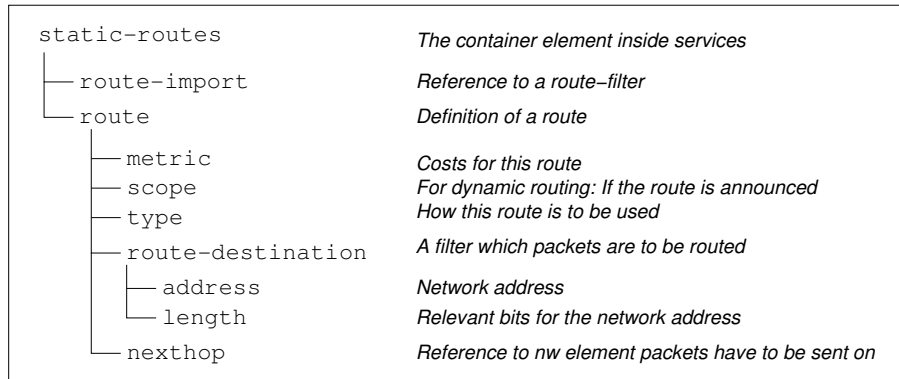 static-routes The container element inside services
route-import Reference to a route-filter
route Definition of a route
metric Costs for this route
scope For dynamic routing: If the route is announced
type How this route is to be used
route-destination A filter which packets are to be routed
address Network address
length Relevant bits for the network address
nexthop Reference to nw element packets have to be sent on